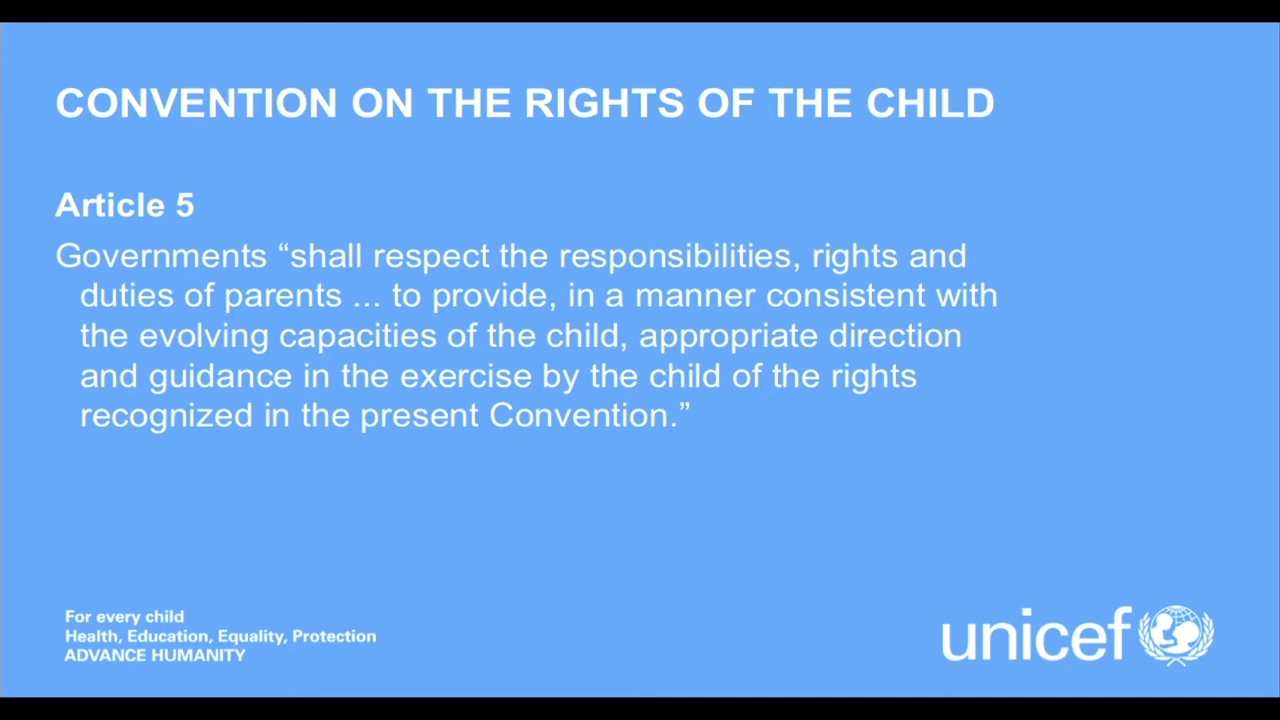 CONVENTION ON THE RIGHTS OF THE CHILD
Article 5
Governments “shall respect the responsibilities, rights and
duties of parents ... to provide, in a manner consistent with
the evolving capacities of the child, appropriate direction
and guidance in the exercise by the child of the rights
recognized in the present Convention.”
For every child
Health, Education, Equality, Protection
ADVANCE HUMANITY
unicef